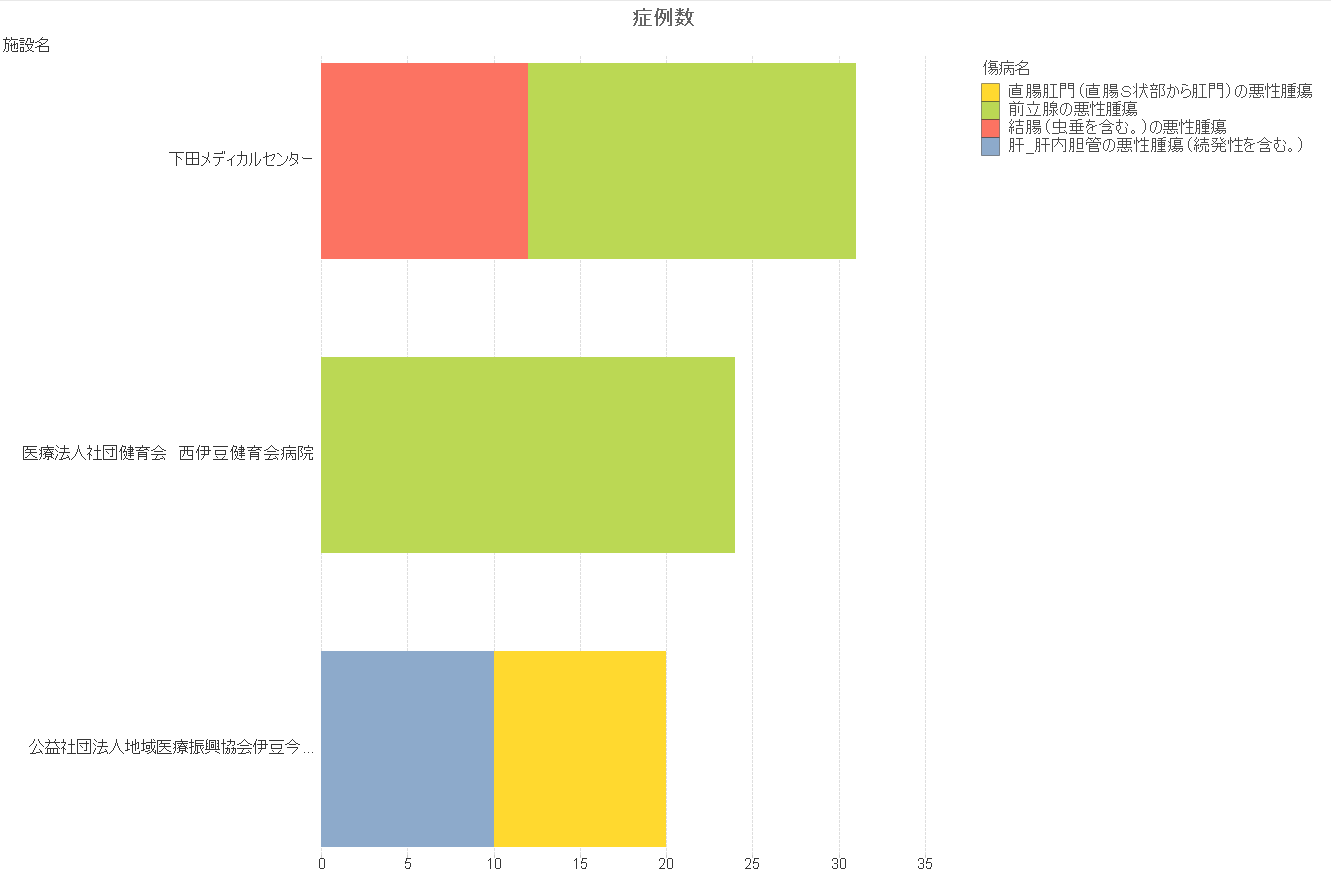 症例数
施設名
傷病名
直腸肛門（直腸Ｓ状部から肛門）の悪性腫瘍
前立腺の悪性腫瘍
結腸（虫垂を含む。）の悪性腫瘍
肝_肝内胆管の悪性腫瘍（続発性を含む。）
下田メディカルセンター
医療法人社団健育会　西伊豆健育会病院
公益社団法人地域医療振興協会伊豆今...
0 5 10 15 20 25 30 35